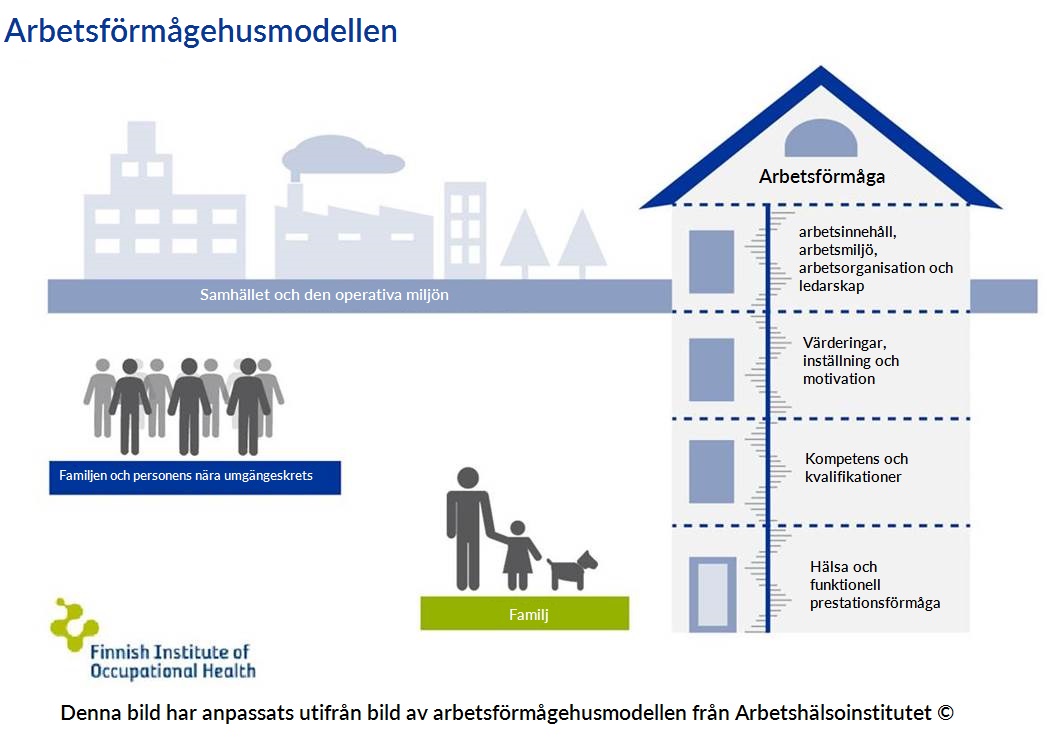 Arbetsförmågehusmodellen
Arbetsförmåga
arbetsinnehåll,
arbetsmiljö,
arbetsorganisation och
ledarskap
Samhället och den operativa miljön
Värderingar,
inställning och
motivation
Kompetens och
kvalifikationer
Familjen och personens nära umgängeskrets
Hälsa och
funktionell
prestationsförmåga
Familj
Finnish Institute of
Occupational Health
Denna bild har anpassats utifrån bild av arbetsförmågehusmodellen från Arbetshälsoinstitutet ©